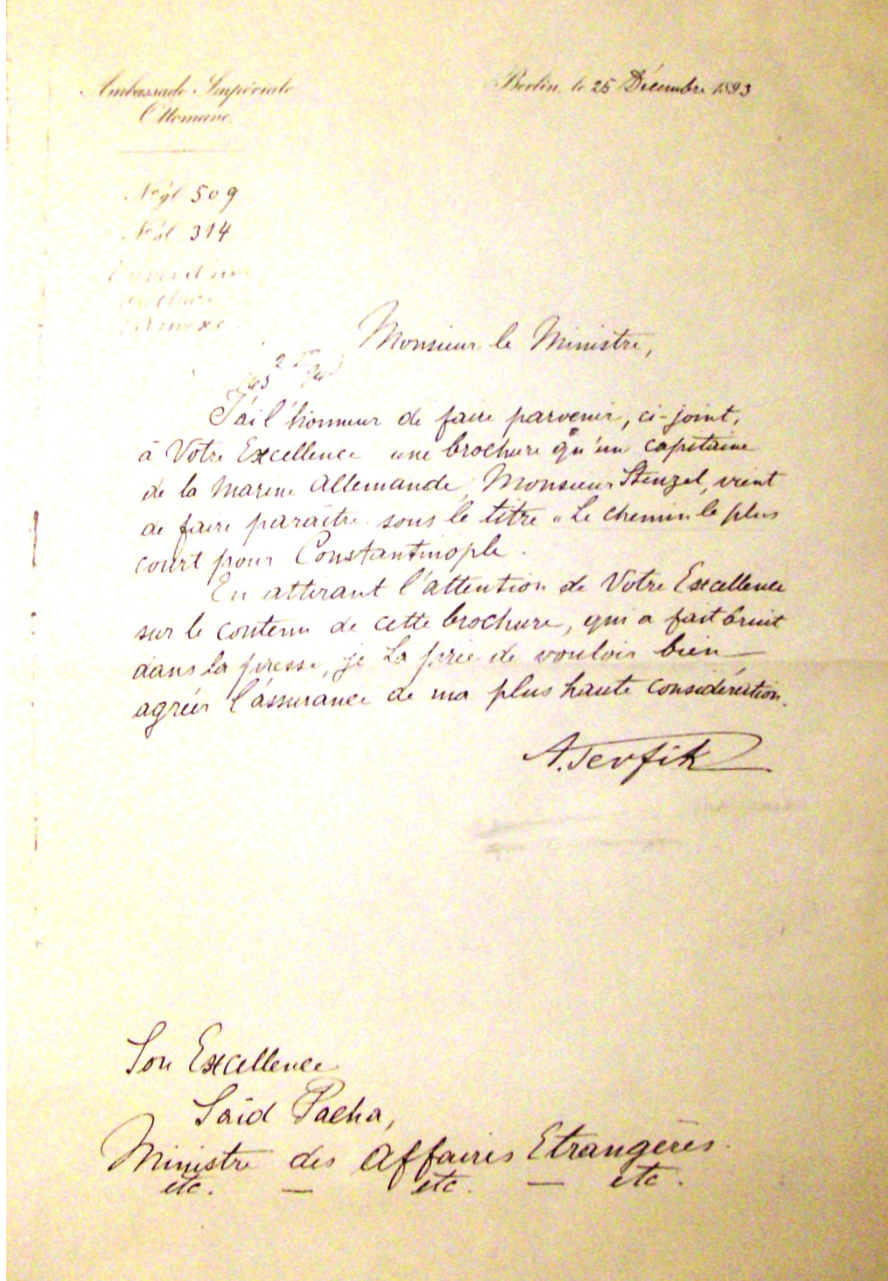 Ambassade Impériale
Ottomane.
Berlin, le 25 Décembre 1893
Nº gl 509
Nº sl 314
Annexe
Monsieur le Ministre,
J'ai l'honneur de faire parvenir, ci-joint,
à Votre Excellence une brochure qu'un capitaine
de la Marine Allemande, Monsieur Stenzel, vient
de faire paraître sous le titre "Le chemin le plus
court pour Constantinople.
En attirant l'attention de Votre Excellence
sur le contenu de cette brochure, qui a fait bruit
dans la presse, je La prie de vouloir bien
agréer l'assurance de ma plus haute considération.
A. Tevfik
Son Excellence
Saïd Pacha,
Ministre des Affaires Etrangères.
etc. — etc. — etc.